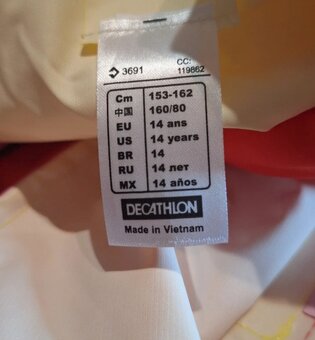 3691 CC:
119862
Cm 153-162
中国 160/80
EU 14 ans
US 14 years
BR 14
RU 14 лет
MX 14 años
DECATHLON
Made in Vietnam